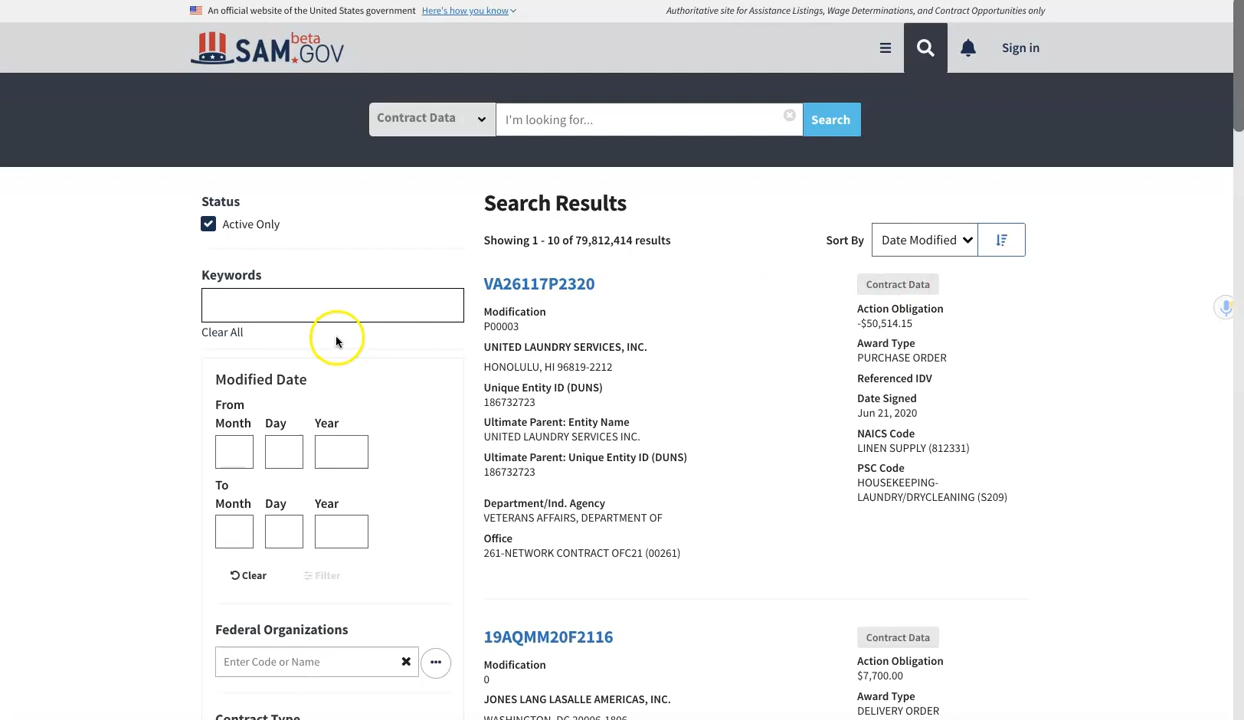 An official website of the United States government Here's how you know
Authoritative site for Assistance Listings, Wage Determinations, and Contract Opportunities only
SAM.GOV beta
Sign in
Contract Data
I'm looking for...
Search
Status
Active Only
Keywords
Clear All
Modified Date
From
Month Day Year
To
Month Day Year
Clear
Filter
Federal Organizations
Enter Code or Name
Contract Type
Search Results
Showing 1 - 10 of 79,812,414 results
Sort By Date Modified
VA26117P2320
Modification
P00003
UNITED LAUNDRY SERVICES, INC.
HONOLULU, HI 96819-2212
Unique Entity ID (DUNS)
186732723
Ultimate Parent: Entity Name
UNITED LAUNDRY SERVICES INC.
Ultimate Parent: Unique Entity ID (DUNS)
186732723
Department/Ind. Agency
VETERANS AFFAIRS, DEPARTMENT OF
Office
261-NETWORK CONTRACT OFC21 (00261)
Contract Data
Action Obligation
-$50,514.15
Award Type
PURCHASE ORDER
Referenced IDV
Date Signed
Jun 21, 2020
NAICS Code
LINEN SUPPLY (812331)
PSC Code
HOUSEKEEPING-
LAUNDRY/DRYCLEANING (S209)
19AQMM20F2116
Modification
0
JONES LANG LASALLE AMERICAS, INC.
WASHINGTON, DC 20006-1806
Contract Data
Action Obligation
$7,700.00
Award Type
DELIVERY ORDER